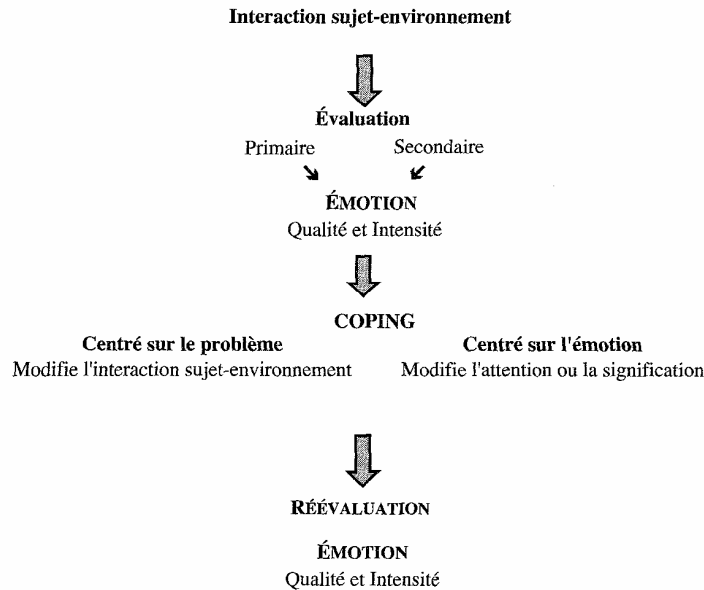 Interaction sujet-environnement
Évaluation
Primaire Secondaire
ÉMOTION
Qualité et Intensité
COPING
Centré sur le problème Centré sur l'émotion
Modifie l'interaction sujet-environnement Modifie l'attention ou la signification
RÉÉVALUATION
ÉMOTION
Qualité et Intensité